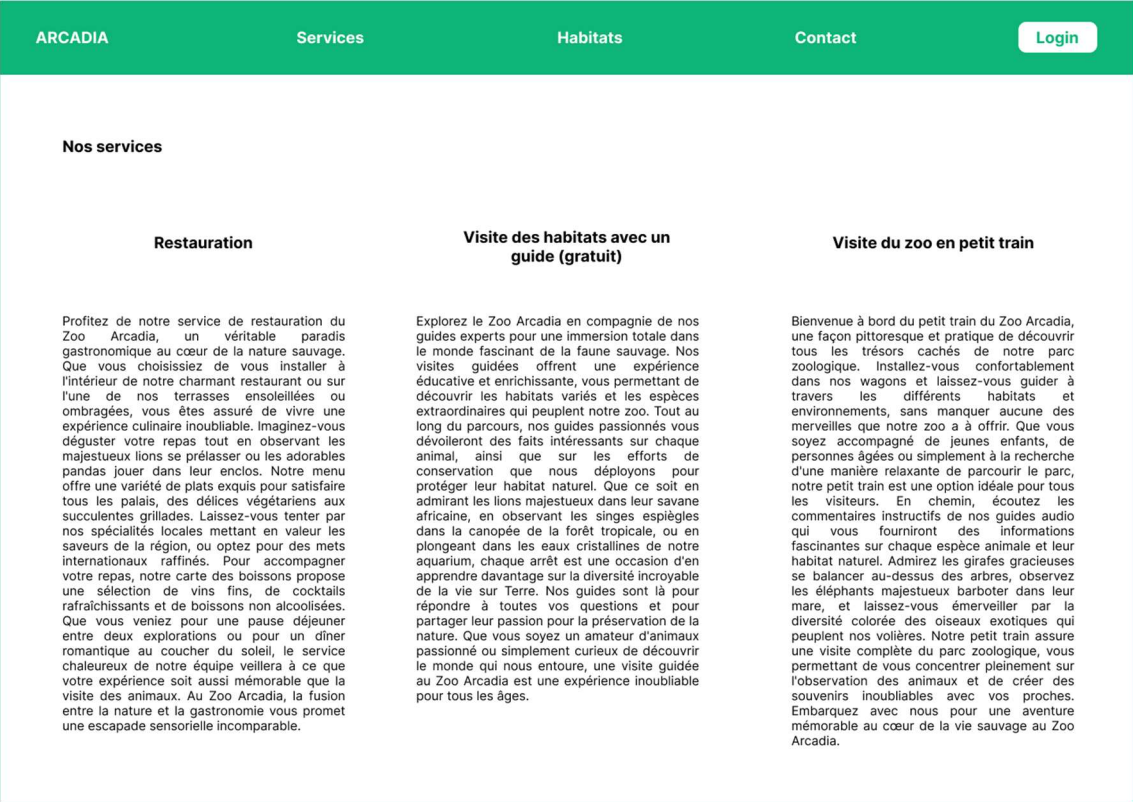 ARCADIA
Services
Habitats
Contact
Login
Nos services
Restauration
Profitez de notre service de restauration du
Zoo Arcadia, un véritable paradis
gastronomique au cœur de la nature sauvage.
Que vous choisissiez de vous installer à
l'intérieur de notre charmant restaurant ou sur
l'une de nos terrasses ensoleillées ou
ombragées, vous êtes assuré de vivre une
expérience culinaire inoubliable. Imaginez-vous
déguster votre repas tout en observant les
majestueux lions se prélasser ou les adorables
pandas jouer dans leur enclos. Notre menu
offre une variété de plats exquis pour satisfaire
tous les palais, des délices végétariens aux
succulentes grillades. Laissez-vous tenter par
nos spécialités locales mettant en valeur les
saveurs de la région, ou optez pour des mets
internationaux raffinés. Pour accompagner
votre repas, notre carte des boissons propose
une sélection de vins fins, de cocktails
rafraîchissants et de boissons non alcoolisées.
Que vous veniez pour une pause déjeuner
entre deux explorations ou pour un dîner
romantique au coucher du soleil, le service
chaleureux de notre équipe veillera à ce que
votre expérience soit aussi mémorable que la
visite des animaux. Au Zoo Arcadia, la fusion
entre la nature et la gastronomie vous promet
une escapade sensorielle incomparable.
Visite des habitats avec un
guide (gratuit)
Explorez le Zoo Arcadia en compagnie de nos
guides experts pour une immersion totale dans
le monde fascinant de la faune sauvage. Nos
visites guidées offrent une expérience
éducative et enrichissante, vous permettant de
découvrir les habitats variés et les espèces
extraordinaires qui peuplent notre zoo. Tout au
long du parcours, nos guides passionnés vous
dévoileront des faits intéressants sur chaque
animal, ainsi que sur les efforts de
conservation que nous déployons pour
protéger leur habitat naturel. Que ce soit en
admirant les lions majestueux dans leur savane
africaine, en observant les singes espiègles
dans la canopée de la forêt tropicale, ou en
plongeant dans les eaux cristallines de notre
aquarium, chaque arrêt est une occasion d'en
apprendre davantage sur la diversité incroyable
de la vie sur Terre. Nos guides sont là pour
répondre à toutes vos questions et pour
partager leur passion pour la préservation de la
nature. Que vous soyez un amateur d'animaux
passionné ou simplement curieux de découvrir
le monde qui nous entoure, une visite guidée
au Zoo Arcadia est une expérience inoubliable
pour tous les âges.
Visite du zoo en petit train
Bienvenue à bord du petit train du Zoo Arcadia,
une façon pittoresque et pratique de découvrir
tous les trésors cachés de notre parc
zoologique. Installez-vous confortablement
dans nos wagons et laissez-vous guider à
travers les différents habitats et
environnements, sans manquer aucune des
merveilles que notre zoo a à offrir. Que vous
soyez accompagné de jeunes enfants, de
personnes âgées ou simplement à la recherche
d'une manière relaxante de parcourir le parc,
notre petit train est une option idéale pour tous
les visiteurs. En chemin, écoutez les
commentaires instructifs de nos guides audio
qui vous fourniront des informations
fascinantes sur chaque espèce animale et leur
habitat naturel. Admirez les girafes gracieuses
se balancer au-dessus des arbres, observez
les éléphants majestueux barboter dans leur
mare, et laissez-vous émerveiller par la
diversité colorée des oiseaux exotiques qui
peuplent nos volières. Notre petit train assure
une visite complète du parc zoologique, vous
permettant de vous concentrer pleinement sur
l'observation des animaux et de créer des
souvenirs inoubliables avec vos proches.
Embarquez avec nous pour une aventure
mémorable au cœur de la vie sauvage au Zoo
Arcadia.